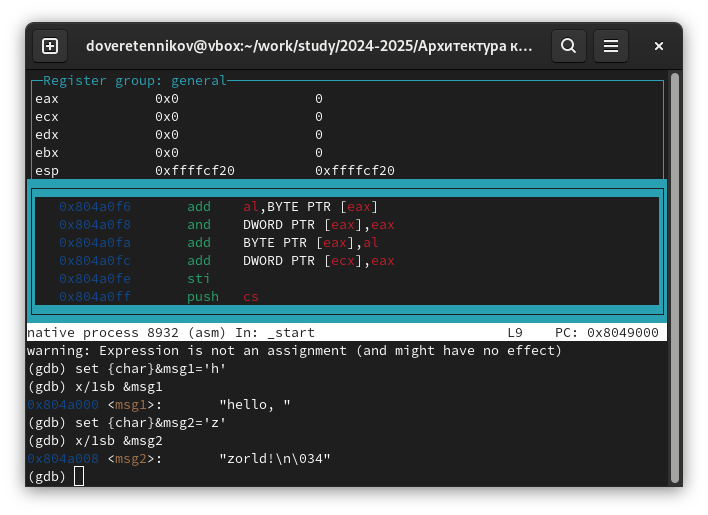 doveretennikov@vbox:~/work/study/2024-2025/Архитектура к...
Register group: general
eax 0x0 0
ecx 0x0 0
edx 0x0 0
ebx 0x0 0
esp 0xffffcf20 0xffffcf20
0x804a0f6 add al,BYTE PTR [eax]
0x804a0f8 and DWORD PTR [eax],eax
0x804a0fa add BYTE PTR [eax],al
0x804a0fc add DWORD PTR [ecx],eax
0x804a0fe sti
0x804a0ff push cs
native process 8932 (asm) In: _start L9 PC: 0x8049000
warning: Expression is not an assignment (and might have no effect)
(gdb) set {char}&msg1='h'
(gdb) x/1sb &msg1
0x804a000 <msg1>: "hello, "
(gdb) set {char}&msg2='z'
(gdb) x/1sb &msg2
0x804a008 <msg2>: "zorld!\n\034"
(gdb)